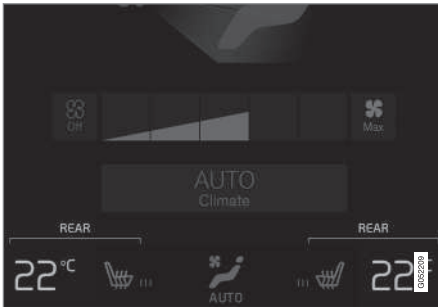 Off
Max
AUTO
Climate
REAR REAR
22°C 22
AUTO
G052209